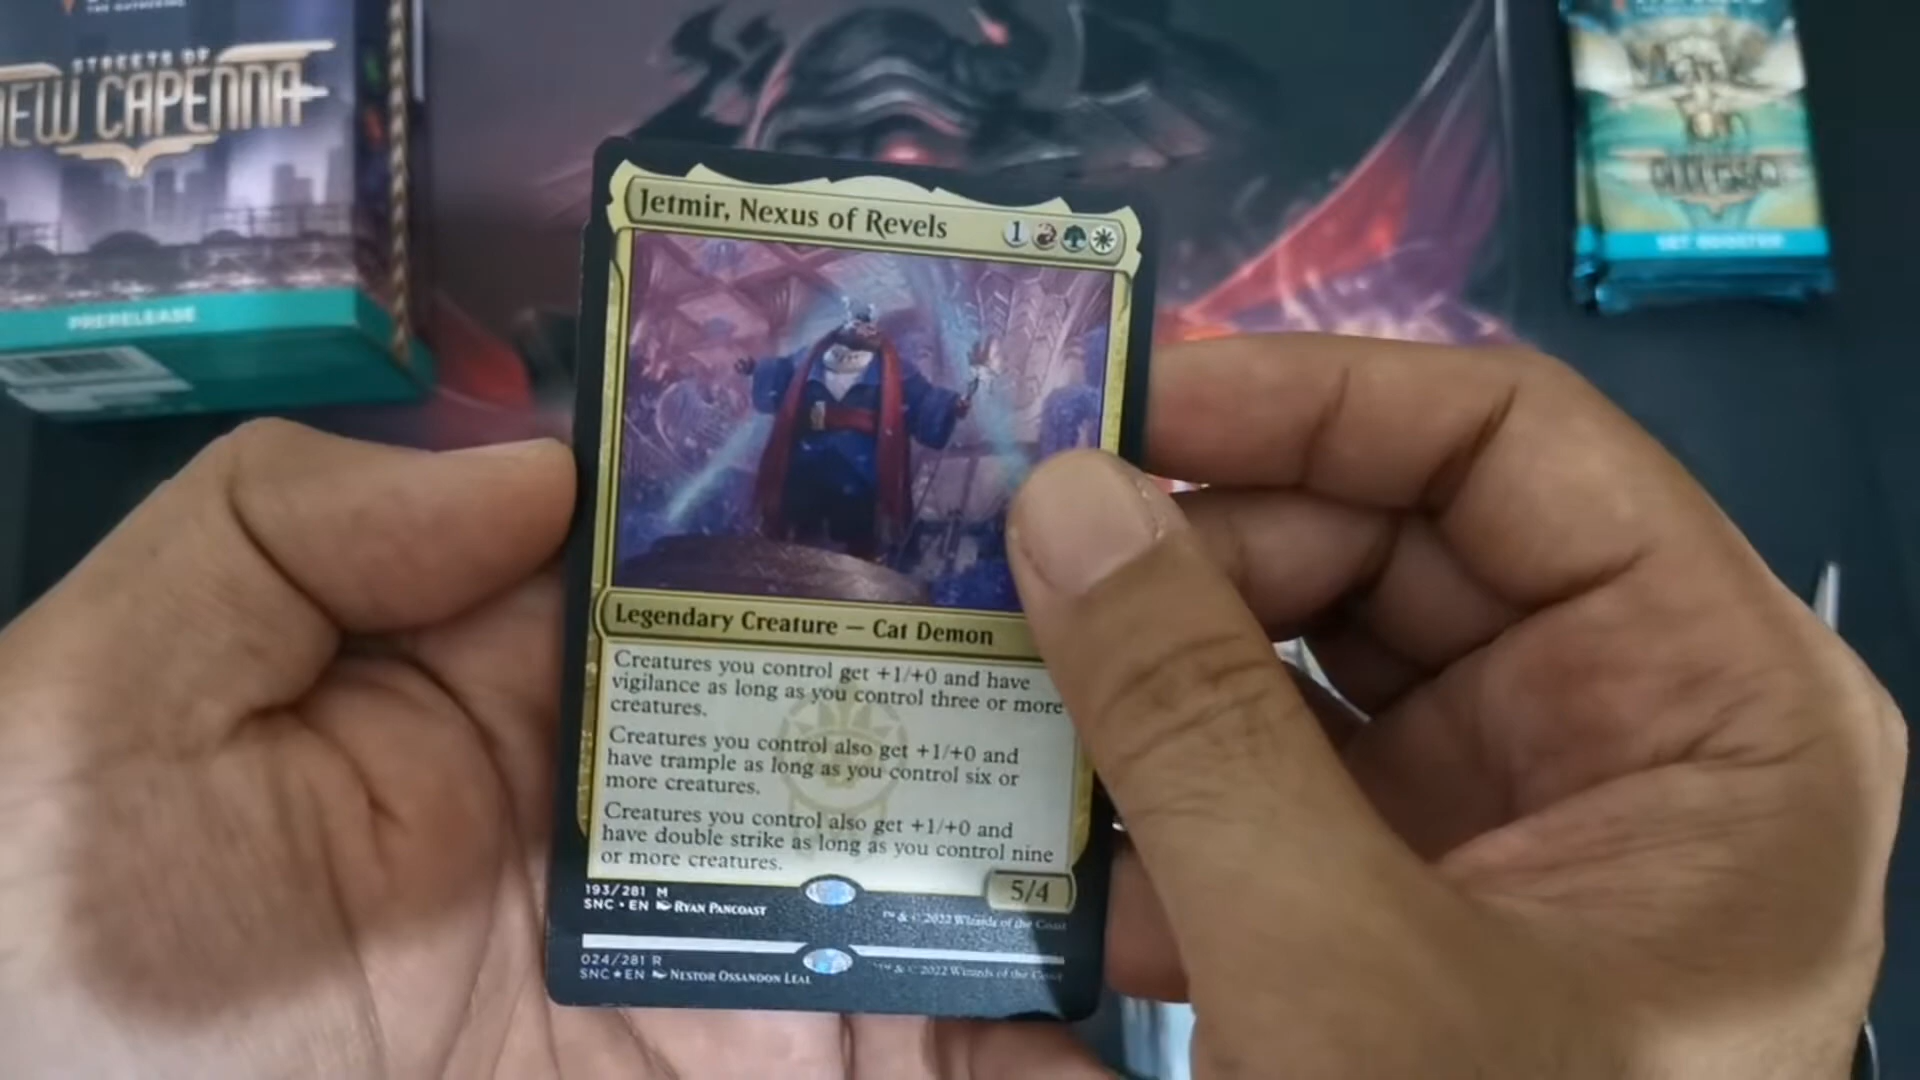 THE GATHERING
STREETS OF
NEW CAPENNA
PRERELEASE
SET BOOSTER
Jetmir, Nexus of Revels 1
Legendary Creature — Cat Demon
Creatures you control get +1/+0 and have
vigilance as long as you control three or more
creatures.
Creatures you control also get +1/+0 and
have trample as long as you control six or
more creatures.
Creatures you control also get +1/+0 and
have double strike as long as you control nine
or more creatures.
5/4
193/281 M
SNC • EN RYAN PANCOAST
™ & © 2022 Wizards of the Coast
024/281 R
SNC ★ EN NESTOR OSSANDON LEAL
™ & © 2022 Wizards of the Coast